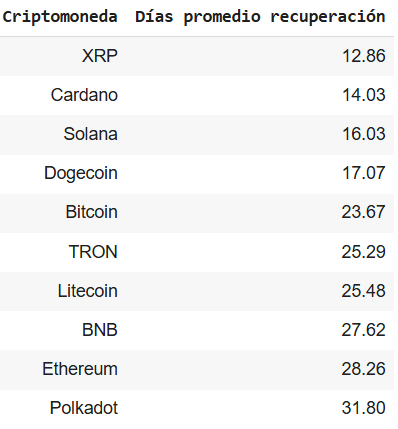 Criptomoneda Días promedio recuperación
XRP 12.86
Cardano 14.03
Solana 16.03
Dogecoin 17.07
Bitcoin 23.67
TRON 25.29
Litecoin 25.48
BNB 27.62
Ethereum 28.26
Polkadot 31.80